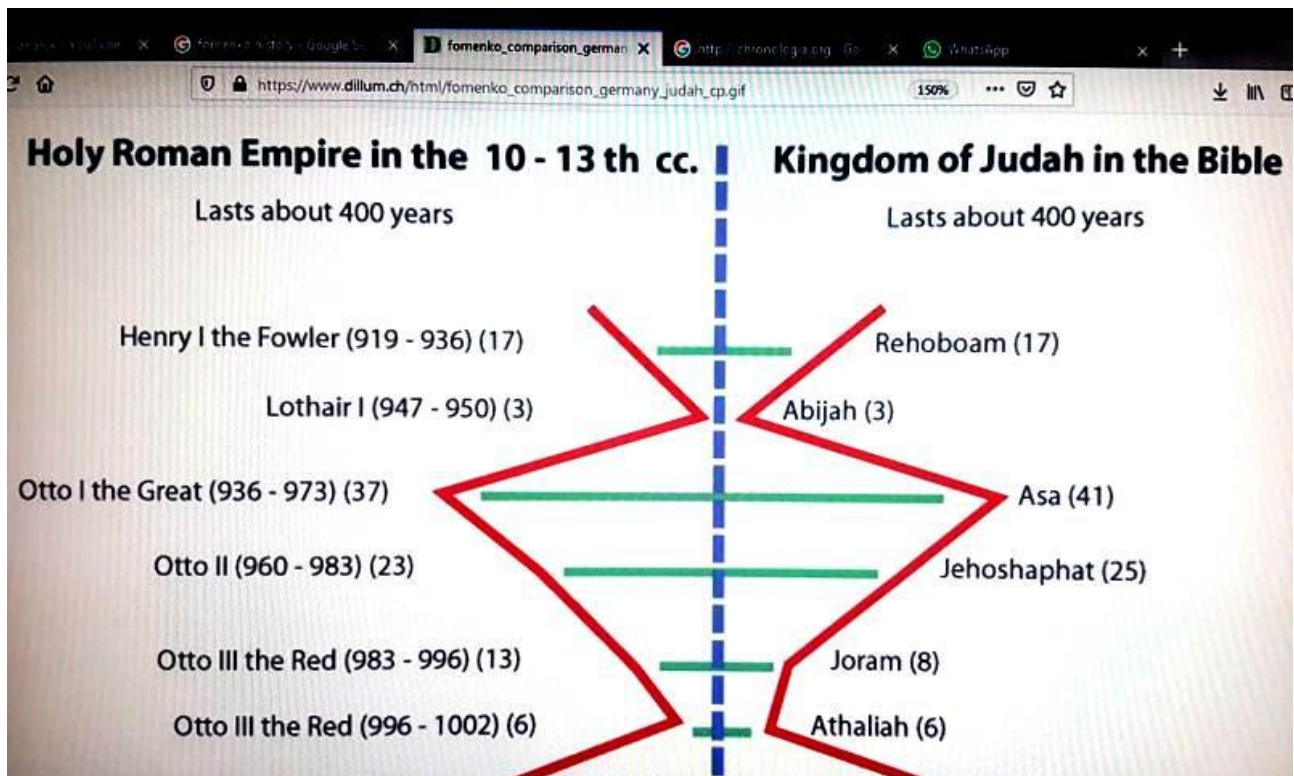 fomenko_comparison_german
WhatsApp
https://www.dillum.ch/html/fomenko_comparison_germany_judah_cp.gif
150%
Holy Roman Empire in the 10 - 13 th cc.
Kingdom of Judah in the Bible
Lasts about 400 years
Lasts about 400 years
Henry I the Fowler (919 - 936) (17)
Rehoboam (17)
Lothair I (947 - 950) (3)
Abijah (3)
Otto I the Great (936 - 973) (37)
Asa (41)
Otto II (960 - 983) (23)
Jehoshaphat (25)
Otto III the Red (983 - 996) (13)
Joram (8)
Otto III the Red (996 - 1002) (6)
Athaliah (6)